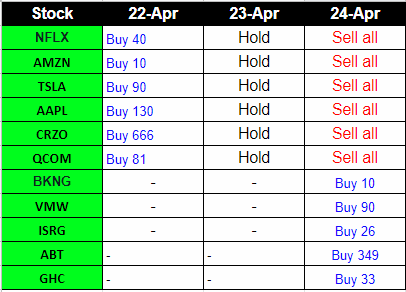 Stock 22-Apr 23-Apr 24-Apr
NFLX Buy 40 Hold Sell all
AMZN Buy 10 Hold Sell all
TSLA Buy 90 Hold Sell all
AAPL Buy 130 Hold Sell all
CRZO Buy 666 Hold Sell all
QCOM Buy 81 Hold Sell all
BKNG - - Buy 10
VMW - - Buy 90
ISRG - - Buy 26
ABT - - Buy 349
GHC - - Buy 33